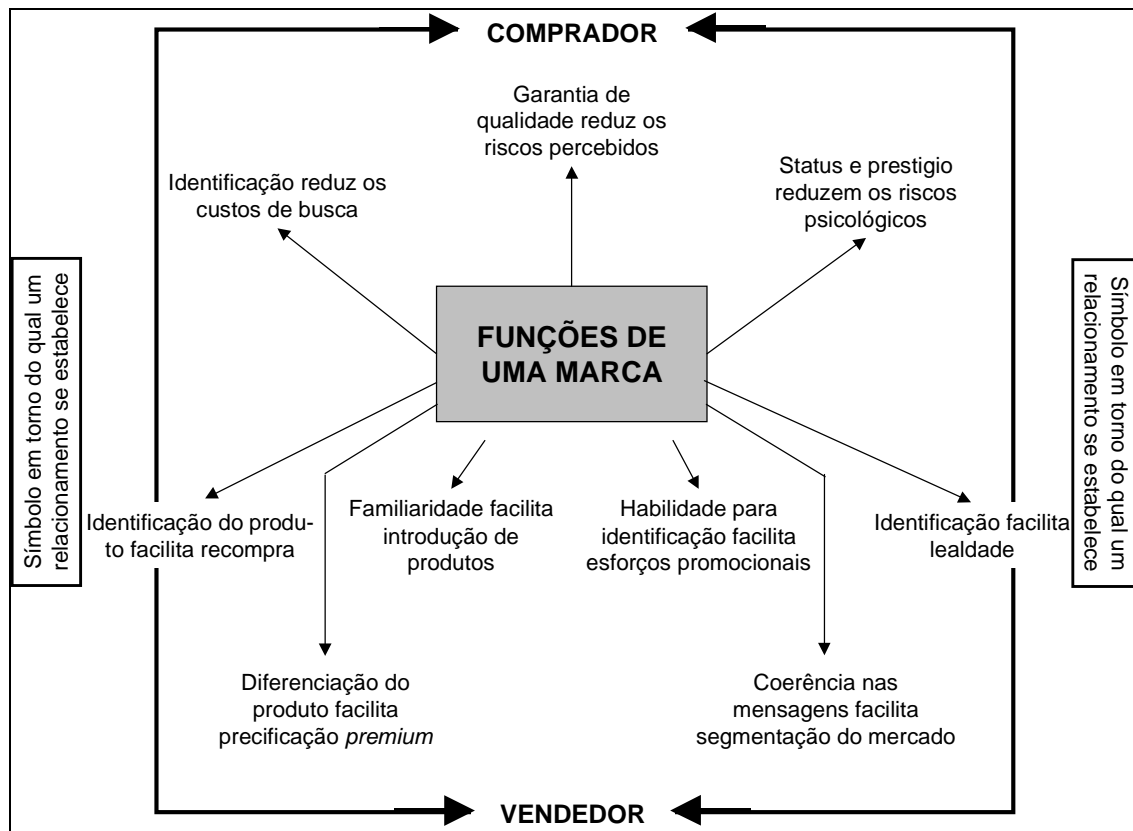 COMPRADOR
Garantia de
qualidade reduz os
riscos percebidos
Identificação reduz os
custos de busca
Status e prestigio
reduzem os riscos
psicológicos
Símbolo em torno do qual um
relacionamento se estabelece
FUNÇÕES DE
UMA MARCA
Símbolo em torno do qual um
relacionamento se estabelece
Identificação do produ-
to facilita recompra
Familiaridade facilita
introdução de
produtos
Habilidade para
identificação facilita
esforços promocionais
Identificação facilita
lealdade
Diferenciação do
produto facilita
precificação premium
Coerência nas
mensagens facilita
segmentação do mercado
VENDEDOR